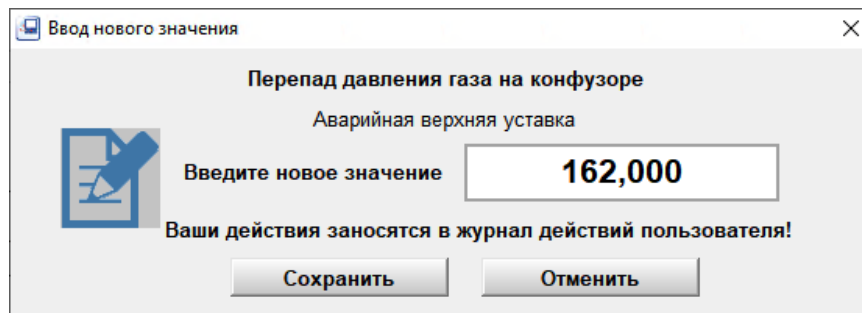 Ввод нового значения
Перепад давления газа на конфузоре
Аварийная верхняя уставка
Введите новое значение 162,000
Ваши действия заносятся в журнал действий пользователя!
Сохранить Отменить